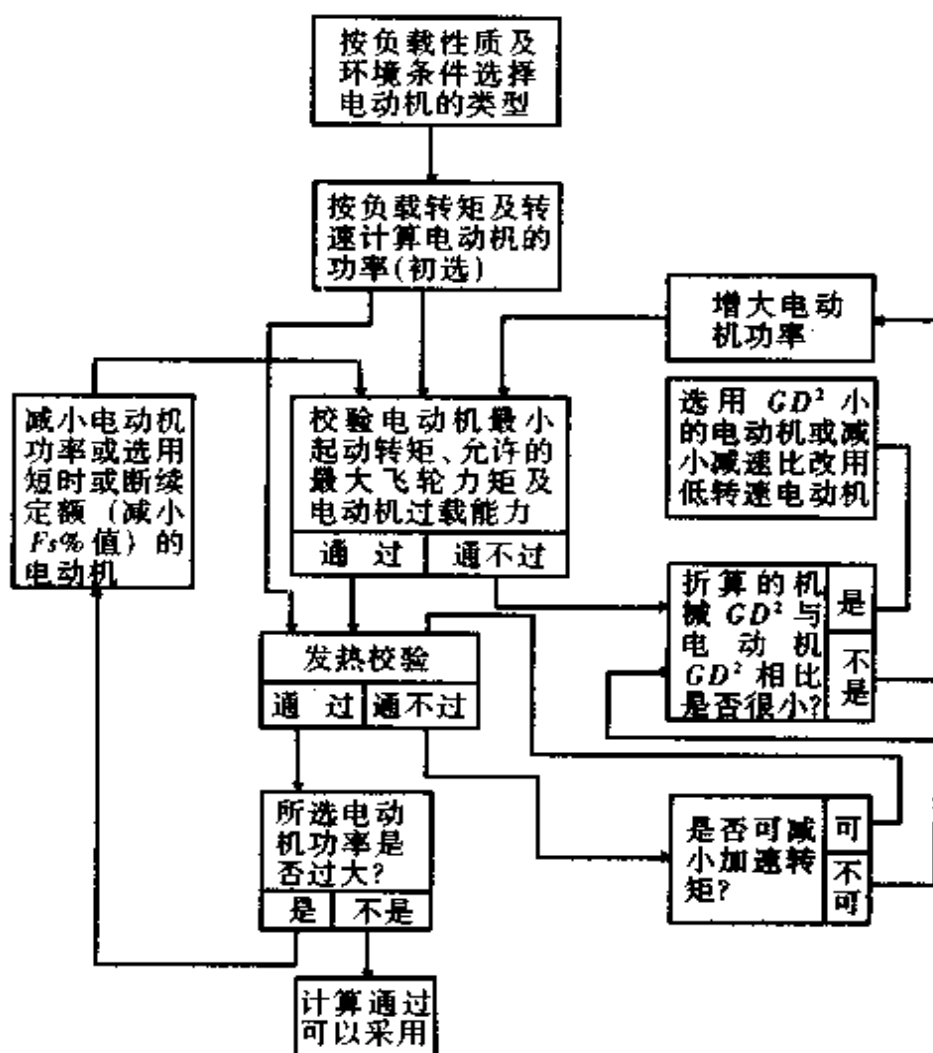 按负载性质及
环境条件选择
电动机的类型
按负载转矩及转
速计算电动机的
功率(初选)
增大电动
机功率
减小电动机
功率或选用
短时或断续
定额(减小
Fs%值)的
电动机
校验电动机最小
起动转矩、允许的
最大飞轮力矩及
电动机过载能力
通 过 通不过
选用 GD² 小
的电动机或减
小减速比改用
低转速电动机
折算的机
械 GD² 与
电动机
GD² 相比
是否很小?
是
不是
发热校验
通 过 通不过
所选电动
机功率是
否过大?
是 不是
是否可减
小加速转
矩?
可
不可
计算通过
可以采用